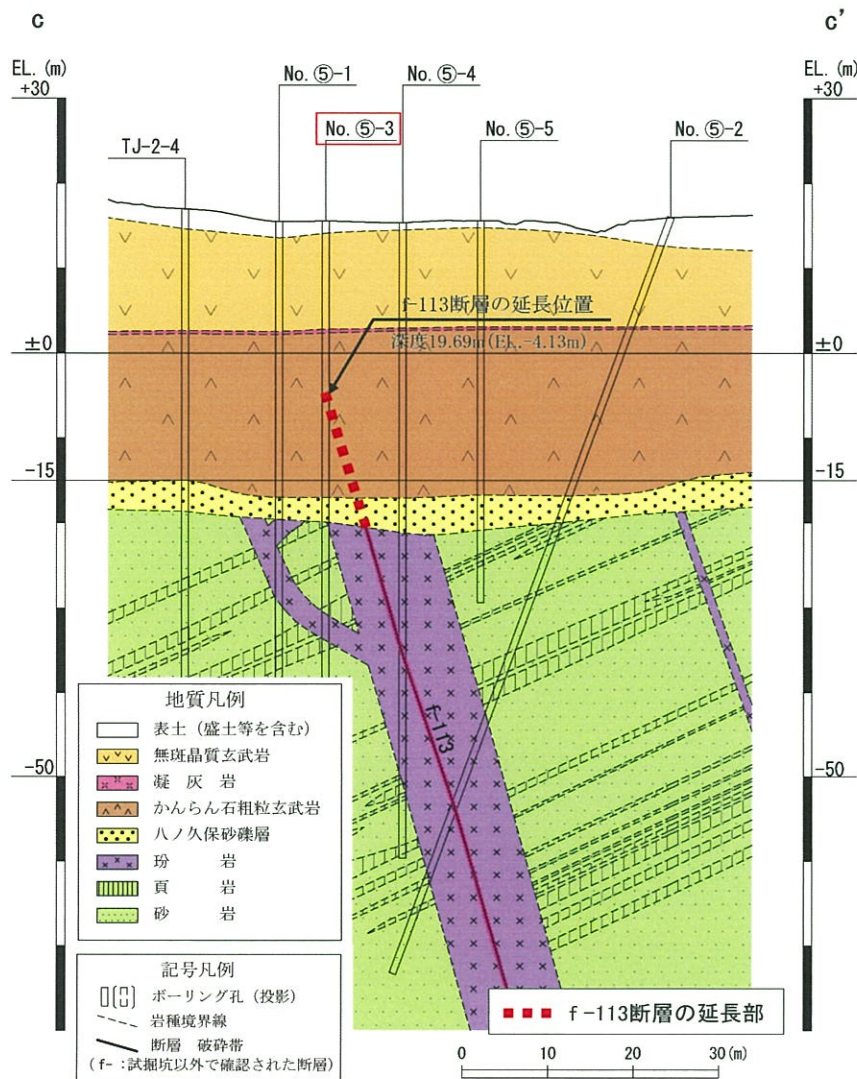 C
C'
EL. (m)
+30
±0
-15
-50
EL. (m)
+30
±0
-15
-50
No. ⑤-1
No. ⑤-4
No. ⑤-3
No. ⑤-5
No. ⑤-2
TJ-2-4
f-113断層の延長位置
深度19.69m(EL.-4.13m)
f-113
地質凡例
表土（盛土等を含む）
無斑晶質玄武岩
凝灰岩
かんらん石粗粒玄武岩
八ノ久保砂礫層
玢岩
頁岩
砂岩
記号凡例
ボーリング孔（投影）
岩種境界線
断層 破砕帯
（f- ：試掘坑以外で確認された断層）
f-113断層の延長部
0 10 20 30(m)